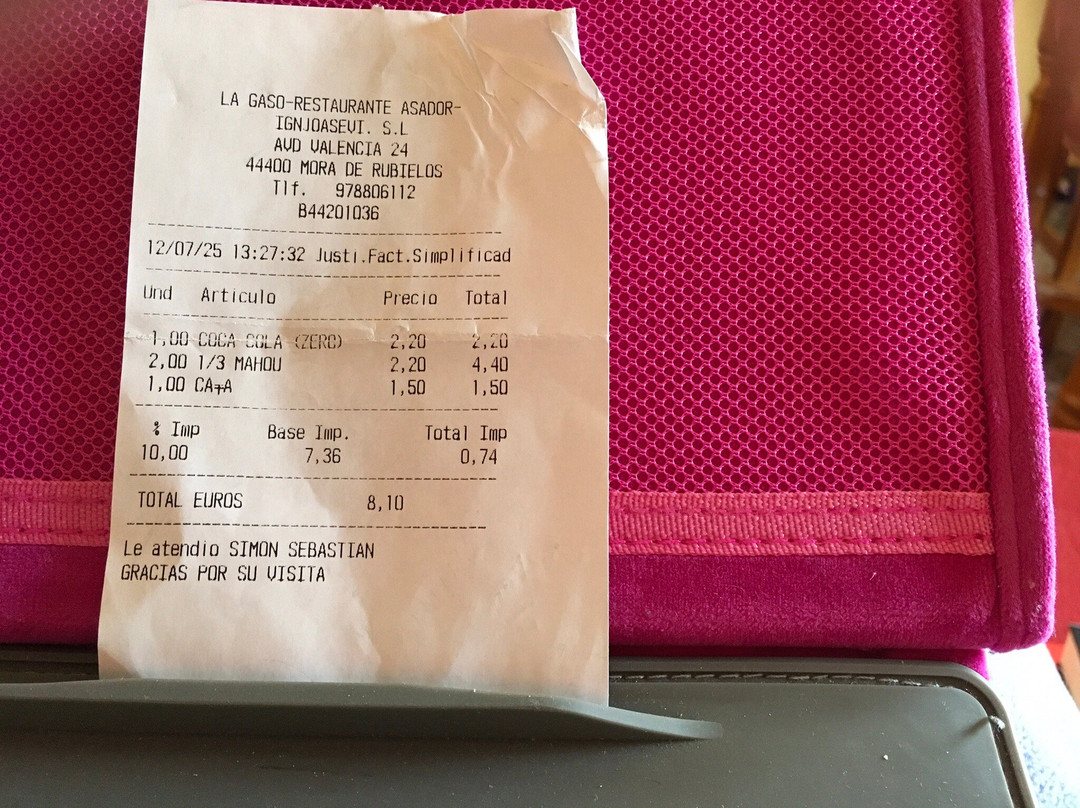 LA GASO-RESTAURANTE ASADOR-
IGNJOASEVI. S.L
AVD VALENCIA 24
44400 MORA DE RUBIELOS
Tlf. 978806112
B44201036
12/07/25 13:27:32 Justi.Fact.Simplificad
Und Articulo Precio Total
1,00 COCA COLA (ZERO) 2,20 2,20
2,00 1/3 MAHOU 2,20 4,40
1,00 CA╤A 1,50 1,50
% Imp Base Imp. Total Imp
10,00 7,36 0,74
TOTAL EUROS 8,10
Le atendio SIMON SEBASTIAN
GRACIAS POR SU VISITA